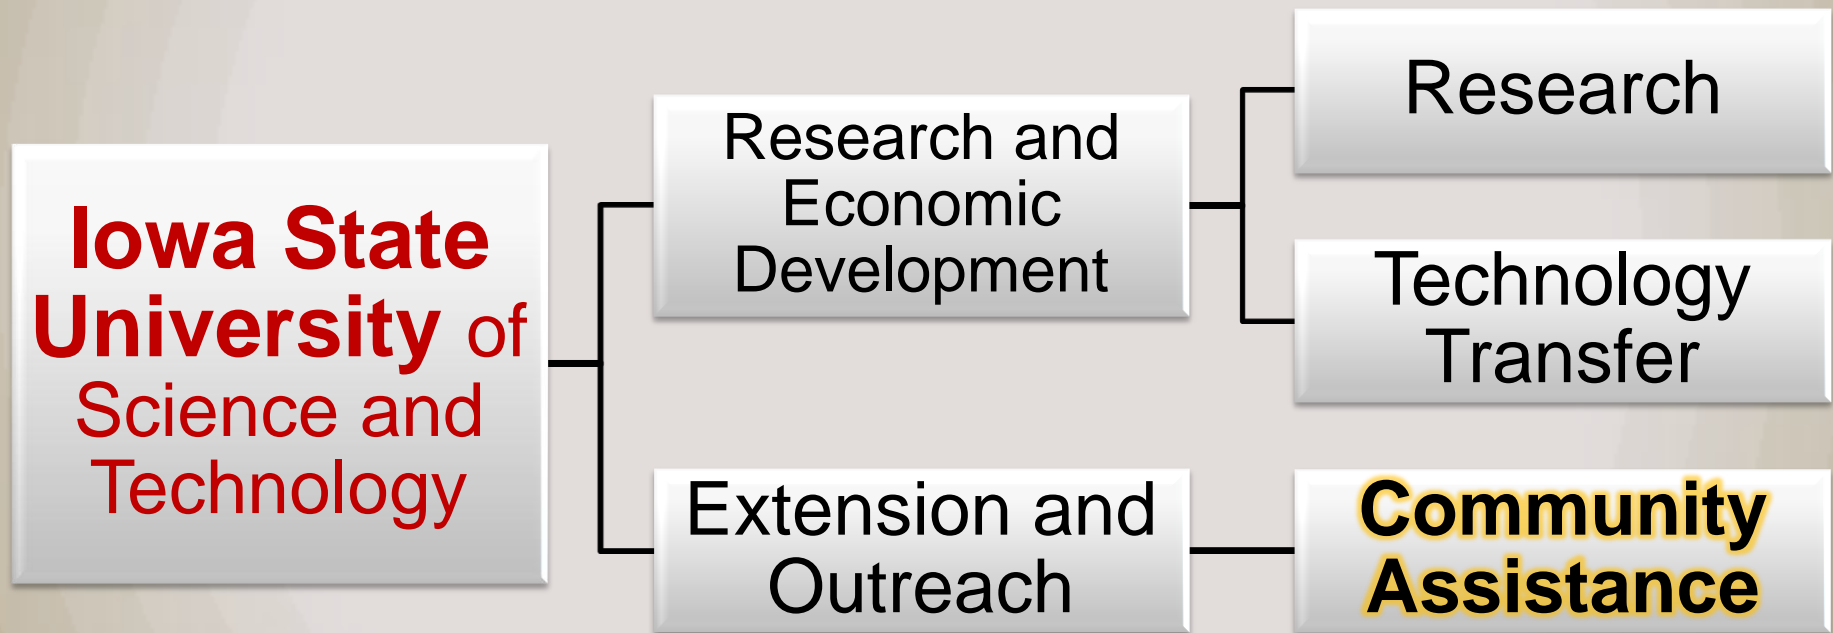 Iowa State
University of
Science and
Technology
Research and
Economic
Development
Research
Technology
Transfer
Extension and
Outreach
Community
Assistance